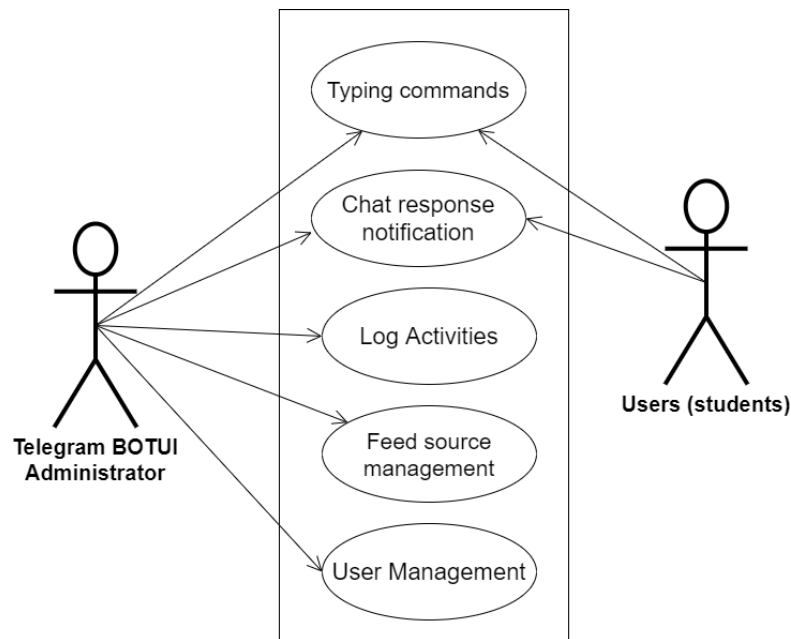 Typing commands
Chat response
notification
Log Activities
Feed source
management
User Management
Telegram BOTUI
Administrator
Users (students)